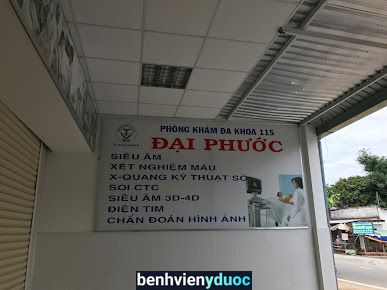 PHÒNG KHÁM ĐA KHOA 115
ĐẠI PHƯỚC
SIÊU ÂM
XÉT NGHIỆM MÁU
X-QUANG KỸ THUẬT SỐ
SOI CTC
SIÊU ÂM 3D-4D
ĐIỆN TIM
CHẨN ĐOÁN HÌNH ẢNH
benhvienyduoc